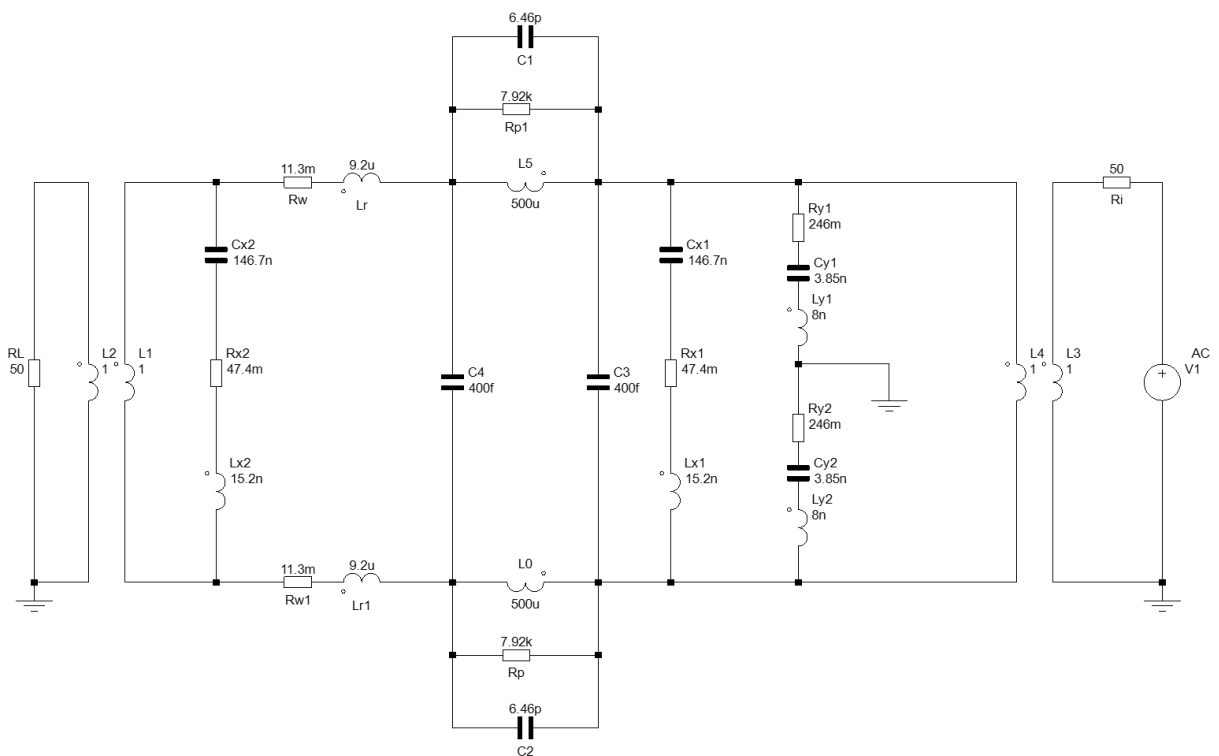 6.46p
C1
7.92k
Rp1
L5
500u
11.3m
Rw
9.2u
Lr
50
Ri
Cx2
146.7n
Cx1
146.7n
Ry1
246m
Cy1
3.85n
Ly1
8n
RL
50
L2
1
L1
1
Rx2
47.4m
C4
400f
C3
400f
Rx1
47.4m
L4
1
L3
1
AC
V1
Ry2
246m
Cy2
3.85n
Ly2
8n
Lx2
15.2n
Lx1
15.2n
11.3m
Rw1
9.2u
Lr1
L0
500u
7.92k
Rp
6.46p
C2